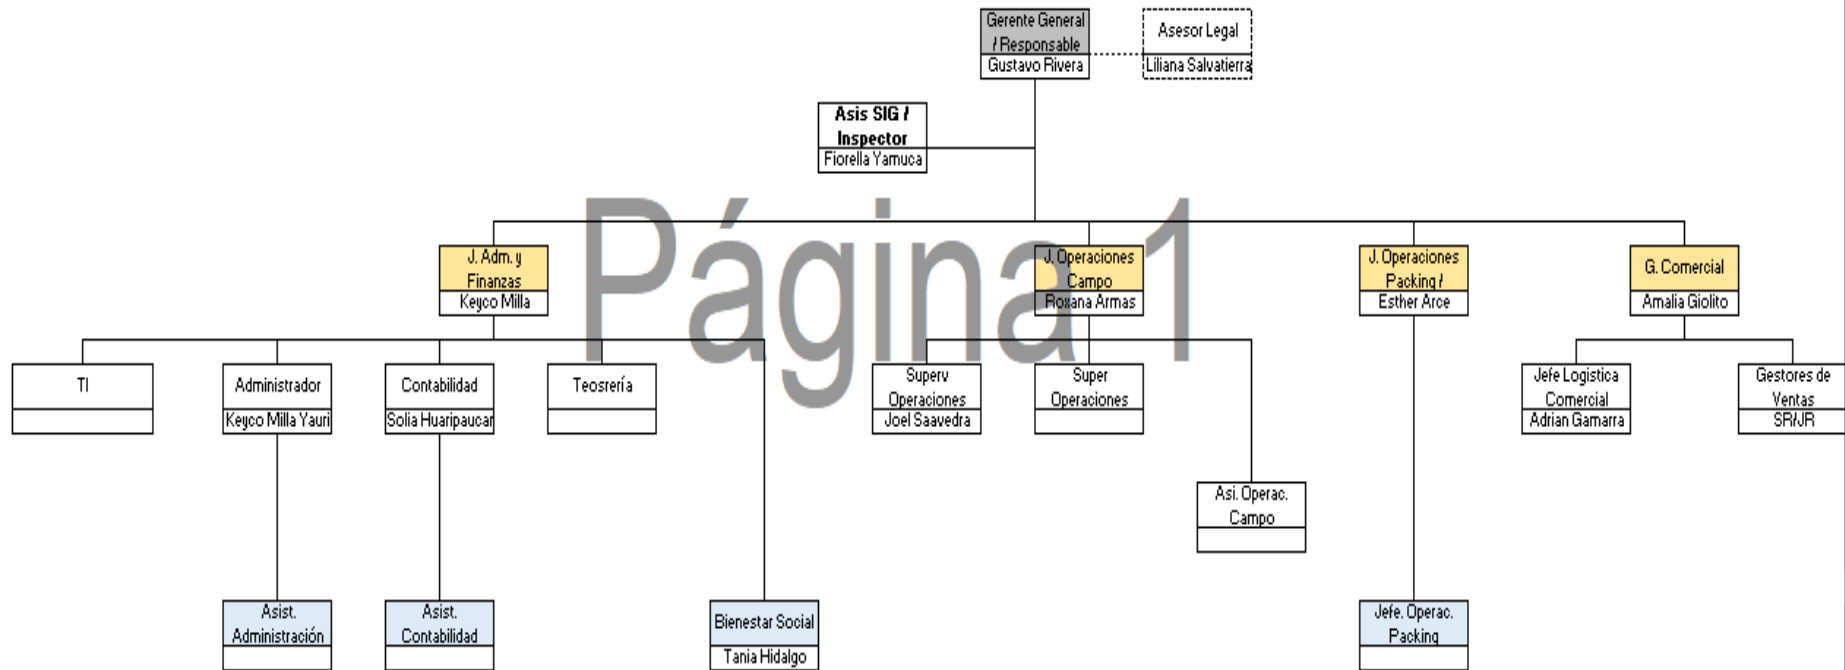 Gerente General
/ Responsable
Gustavo Rivera
Asesor Legal
Liliana Salvatierra
Asis SIG /
Inspector
Fiorella Yamuca
Página 1
J. Adm. y
Finanzas
Keyco Milla
J. Operaciones
Campo
Roxana Armas
J. Operaciones
Packing /
Esther Arce
G. Comercial
Amalia Giolito
TI
Administrador
Keyco Milla Yauri
Contabilidad
Solia Huaripaucar
Teosrería
Superv
Operaciones
Joel Saavedra
Super
Operaciones
Jefe Logistica
Comercial
Adrian Gamarra
Gestores de
Ventas
SR/JR
Asi. Operac.
Campo
Asist.
Administración
Asist.
Contabilidad
Bienestar Social
Tania Hidalgo
Jefe. Operac.
Packing